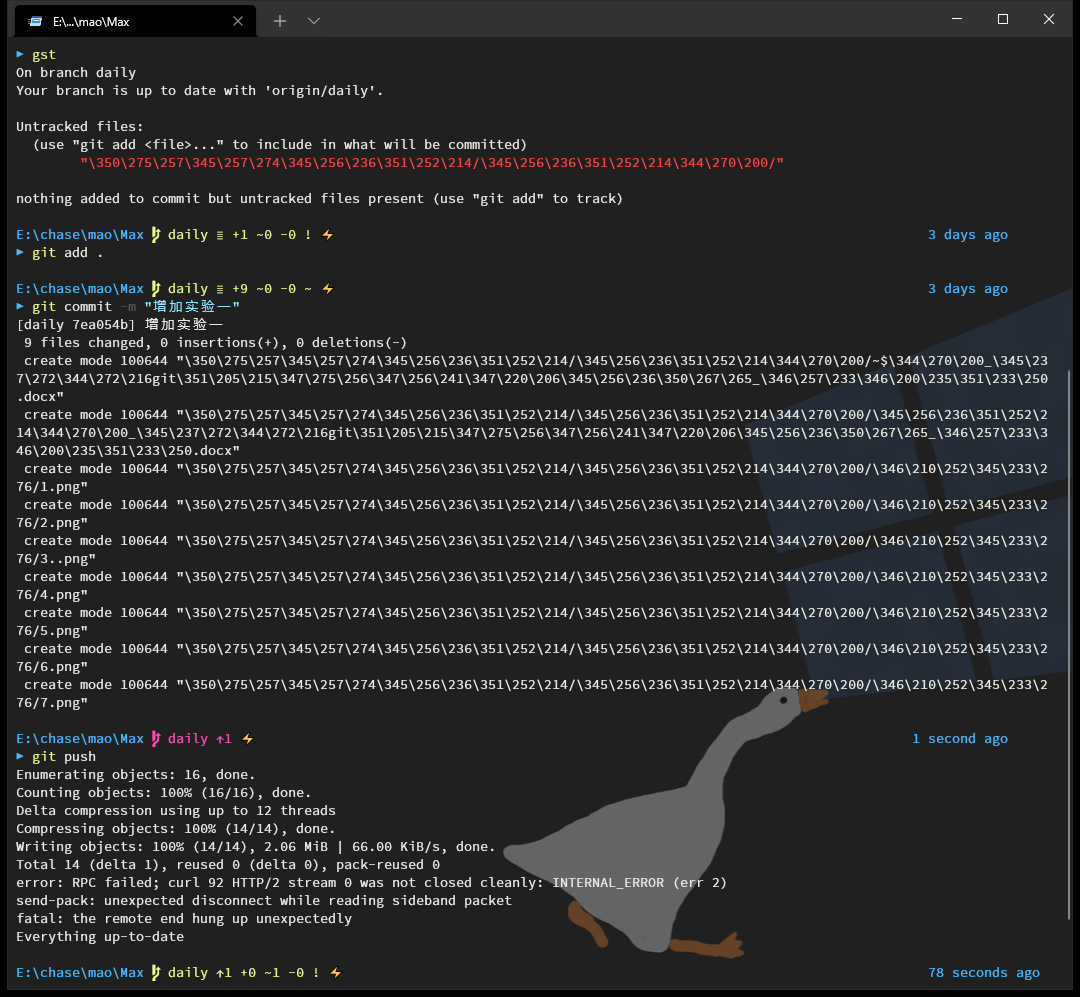 E:\...\mao\Max
gst
On branch daily
Your branch is up to date with 'origin/daily'.
Untracked files:
(use "git add <file>..." to include in what will be committed)
"\350\275\257\345\257\274\345\256\236\351\252\214/\345\256\236\351\252\214\344\270\200/"
nothing added to commit but untracked files present (use "git add" to track)
E:\chase\mao\Max daily ≡ +1 ~0 -0 ! 3 days ago
git add .
E:\chase\mao\Max daily ≡ +9 ~0 -0 ~ 3 days ago
git commit -m "增加实验一"
[daily 7ea054b] 增加实验一
9 files changed, 0 insertions(+), 0 deletions(-)
create mode 100644 "\350\275\257\345\257\274\345\256\236\351\252\214/\345\256\236\351\252\214\344\270\200/~$\344\270\200_\345\23
7\272\344\272\216git\351\205\215\347\275\256\347\256\241\347\220\206\345\256\236\350\267\265_\346\257\233\346\200\235\351\233\250
.docx"
create mode 100644 "\350\275\257\345\257\274\345\256\236\351\252\214/\345\256\236\351\252\214\344\270\200/\345\256\236\351\252\2
14\344\270\200_\345\237\272\344\272\216git\351\205\215\347\275\256\347\256\241\347\220\206\345\256\236\350\267\265_\346\257\233\3
46\200\235\351\233\250.docx"
create mode 100644 "\350\275\257\345\257\274\345\256\236\351\252\214/\345\256\236\351\252\214\344\270\200/\346\210\252\345\233\2
76/1.png"
create mode 100644 "\350\275\257\345\257\274\345\256\236\351\252\214/\345\256\236\351\252\214\344\270\200/\346\210\252\345\233\2
76/2.png"
create mode 100644 "\350\275\257\345\257\274\345\256\236\351\252\214/\345\256\236\351\252\214\344\270\200/\346\210\252\345\233\2
76/3..png"
create mode 100644 "\350\275\257\345\257\274\345\256\236\351\252\214/\345\256\236\351\252\214\344\270\200/\346\210\252\345\233\2
76/4.png"
create mode 100644 "\350\275\257\345\257\274\345\256\236\351\252\214/\345\256\236\351\252\214\344\270\200/\346\210\252\345\233\2
76/5.png"
create mode 100644 "\350\275\257\345\257\274\345\256\236\351\252\214/\345\256\236\351\252\214\344\270\200/\346\210\252\345\233\2
76/6.png"
create mode 100644 "\350\275\257\345\257\274\345\256\236\351\252\214/\345\256\236\351\252\214\344\270\200/\346\210\252\345\233\2
76/7.png"
E:\chase\mao\Max daily ↑1 1 second ago
git push
Enumerating objects: 16, done.
Counting objects: 100% (16/16), done.
Delta compression using up to 12 threads
Compressing objects: 100% (14/14), done.
Writing objects: 100% (14/14), 2.06 MiB | 66.00 KiB/s, done.
Total 14 (delta 1), reused 0 (delta 0), pack-reused 0
error: RPC failed; curl 92 HTTP/2 stream 0 was not closed cleanly: INTERNAL_ERROR (err 2)
send-pack: unexpected disconnect while reading sideband packet
fatal: the remote end hung up unexpectedly
Everything up-to-date
E:\chase\mao\Max daily ↑1 +0 ~1 -0 ! 78 seconds ago